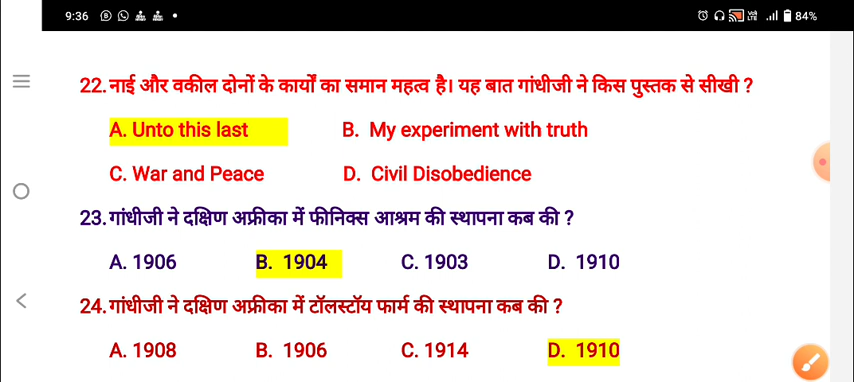 9:36 84%
22. नाई और वकील दोनों के कार्यों का समान महत्व है। यह बात गांधीजी ने किस पुस्तक से सीखी ?
A. Unto this last B. My experiment with truth
C. War and Peace D. Civil Disobedience
23. गांधीजी ने दक्षिण अफ्रीका में फीनिक्स आश्रम की स्थापना कब की ?
A. 1906 B. 1904 C. 1903 D. 1910
24. गांधीजी ने दक्षिण अफ्रीका में टॉलस्टॉय फार्म की स्थापना कब की ?
A. 1908 B. 1906 C. 1914 D. 1910